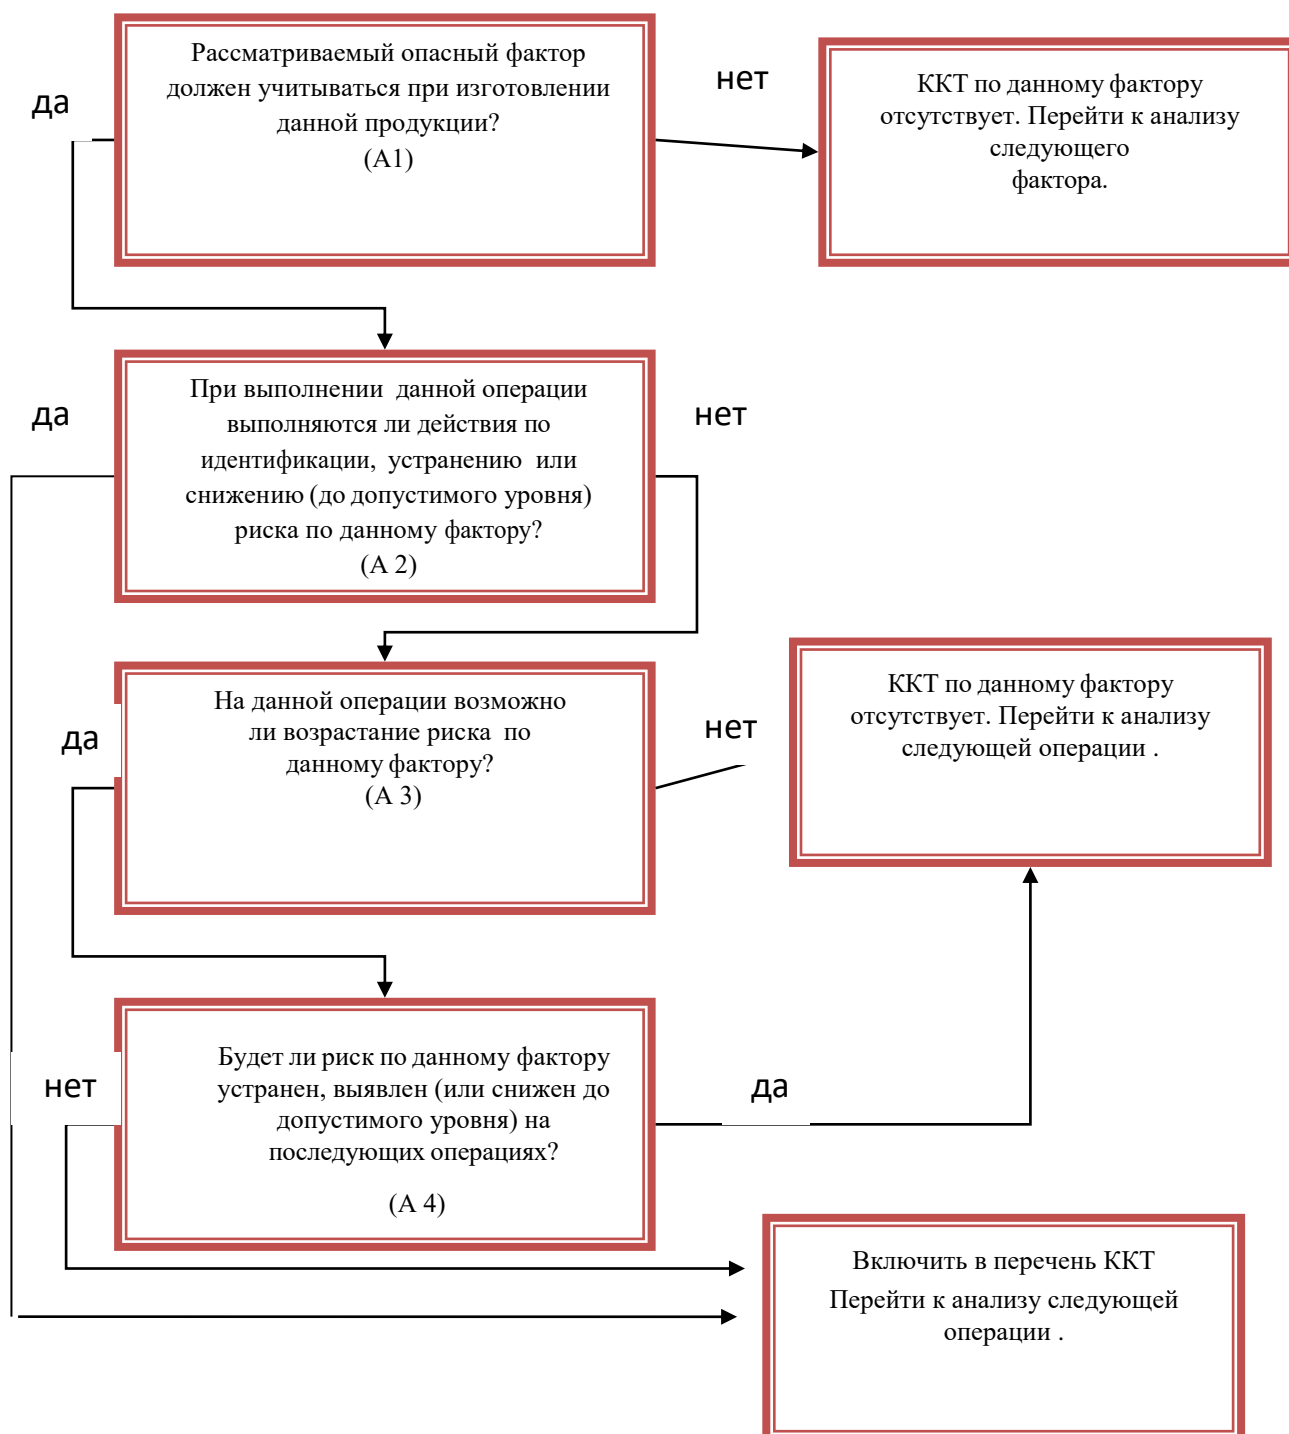 Рассматриваемый опасный фактор
должен учитываться при изготовлении
данной продукции?
(А1)
да
нет
ККТ по данному фактору
отсутствует. Перейти к анализу
следующего
фактора.
При выполнении данной операции
выполняются ли действия по
идентификации, устранению или
снижению (до допустимого уровня)
риска по данному фактору?
(А 2)
да
нет
На данной операции возможно
ли возрастание риска по
данному фактору?
(А 3)
да
нет
ККТ по данному фактору
отсутствует. Перейти к анализу
следующей операции .
Будет ли риск по данному фактору
устранен, выявлен (или снижен до
допустимого уровня) на
последующих операциях?
(А 4)
нет
да
Включить в перечень ККТ
Перейти к анализу следующей
операции .